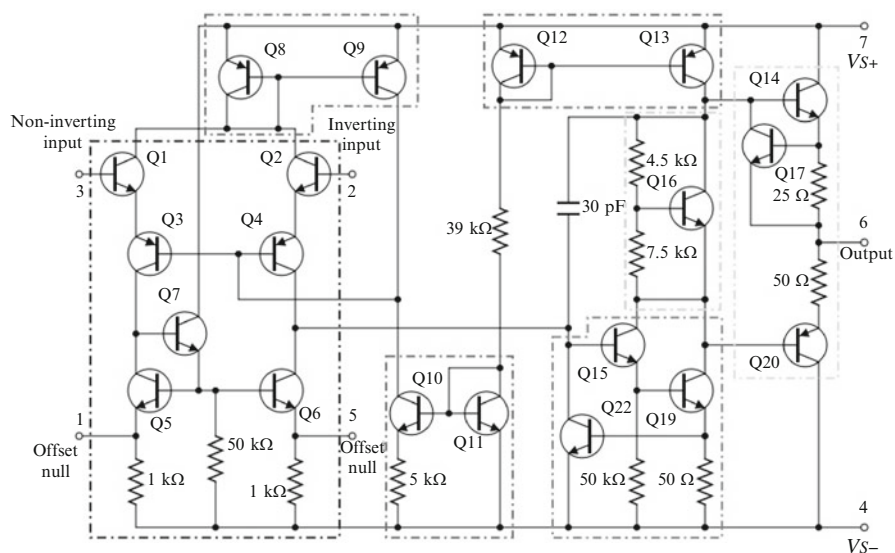 Q8
Q9
Q12
Q13
7
VS+
Q14
Non-inverting
input
Inverting
input
Q1
Q2
3
2
4.5 kΩ
Q16
Q17
25 Ω
Q3
Q4
30 pF
39 kΩ
6
Output
7.5 kΩ
50 Ω
Q7
Q10
Q15
Q20
1
Q5
Q6
5
Q11
Q22
Q19
Offset
null
50 kΩ
Offset
null
1 kΩ
1 kΩ
5 kΩ
50 kΩ
50 Ω
4
VS−